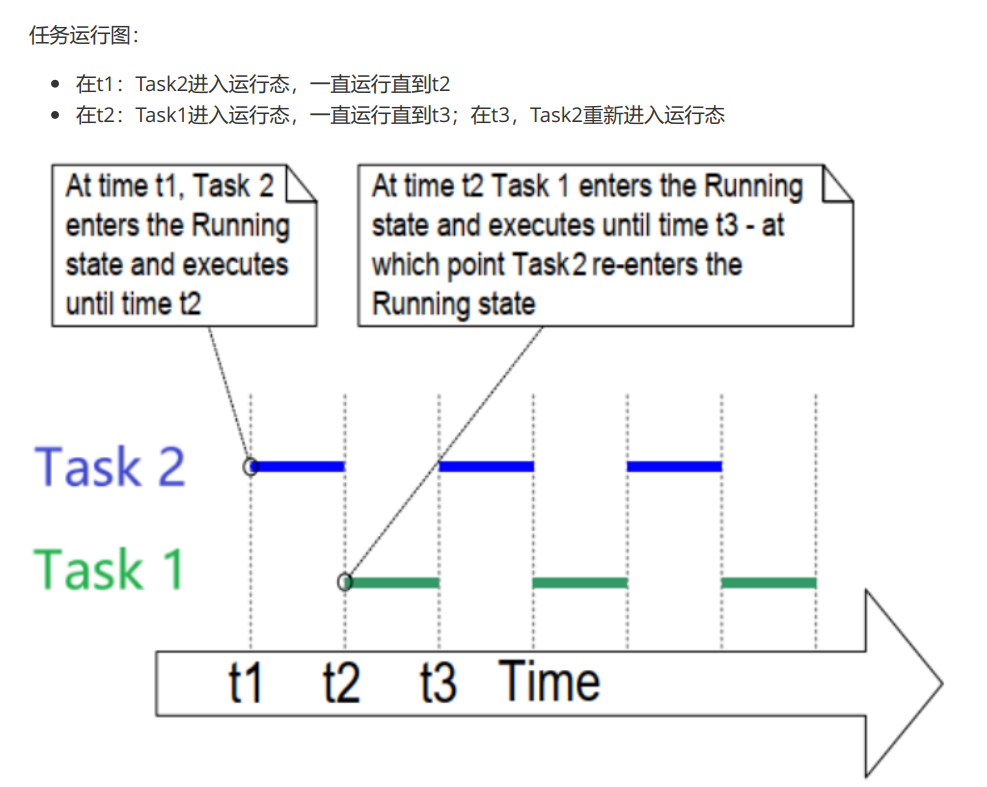 任务运行图：
在t1：Task2进入运行态，一直运行直到t2
在t2：Task1进入运行态，一直运行直到t3；在t3，Task2重新进入运行态
At time t1, Task 2
enters the Running
state and executes
until time t2
At time t2 Task 1 enters the Running
state and executes until time t3 - at
which point Task2 re-enters the
Running state
Task 2
Task 1
t1 t2 t3 Time